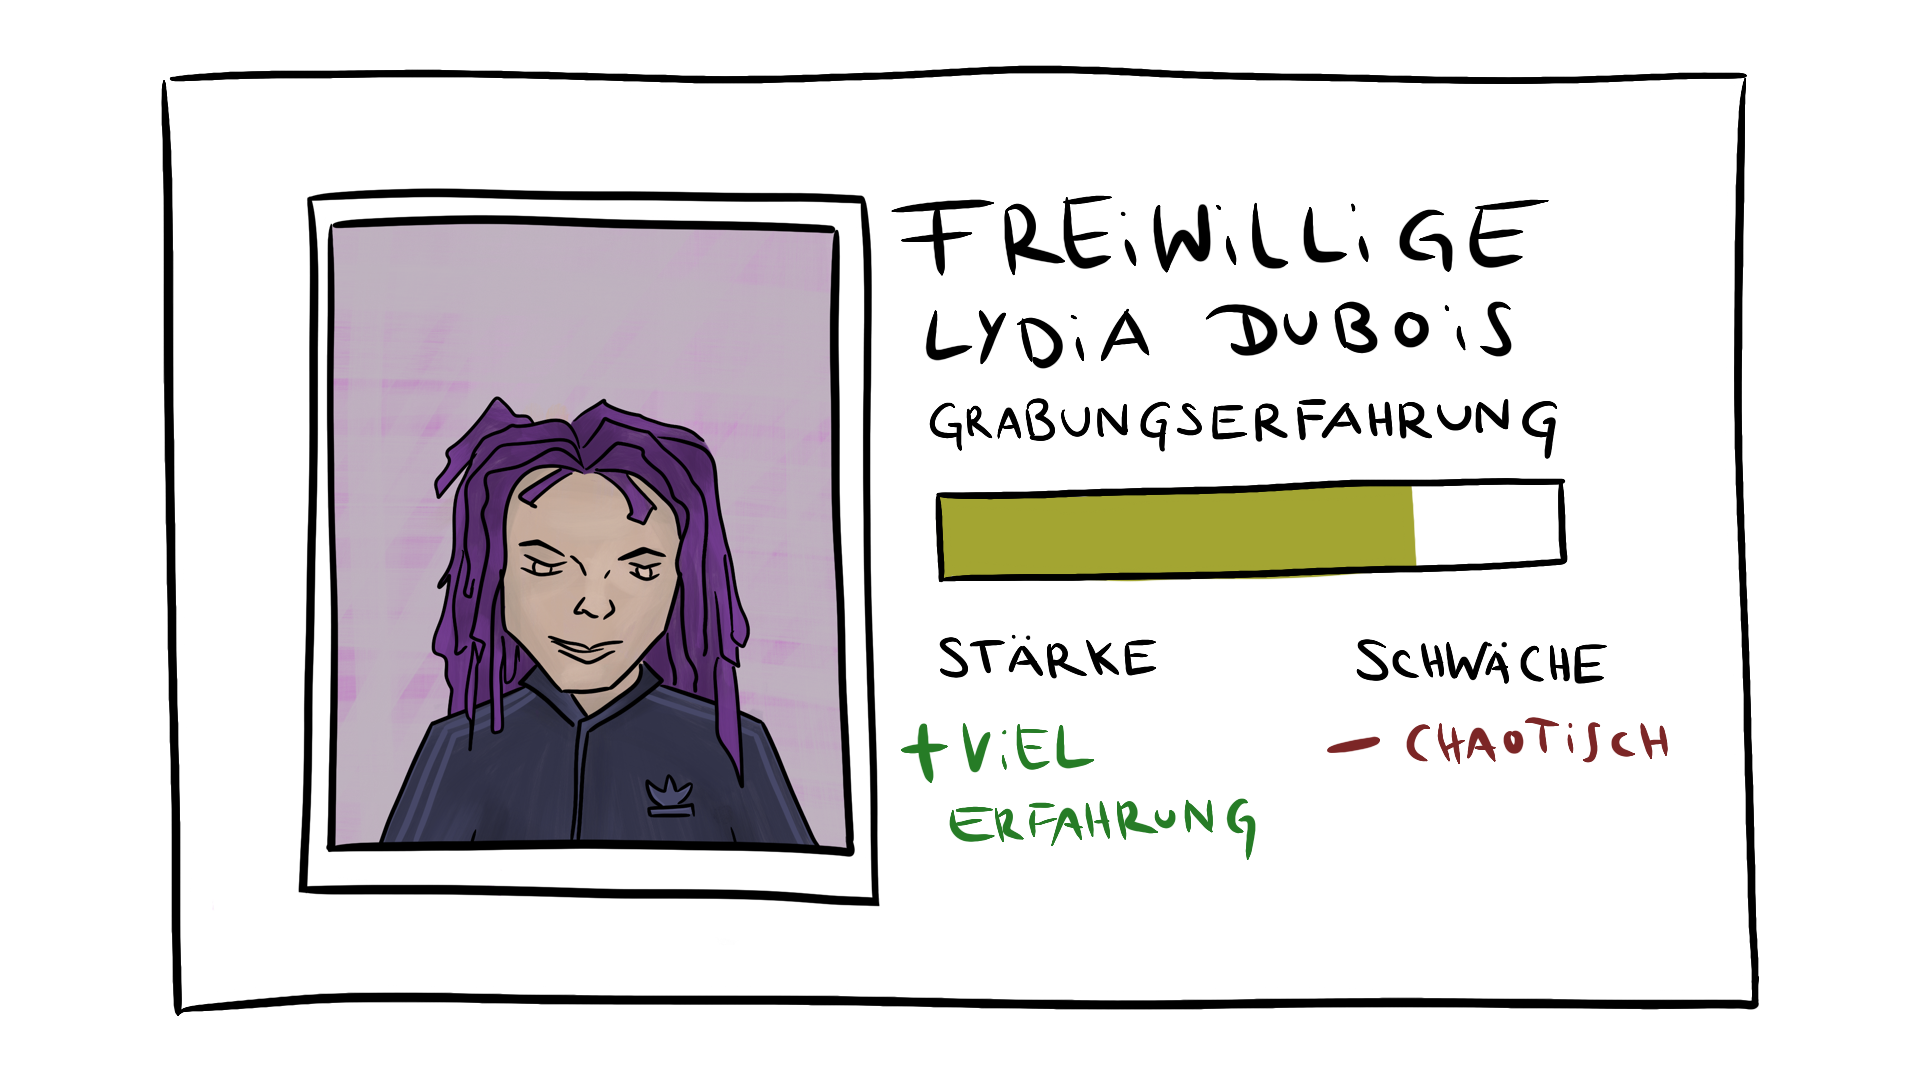 FREiWiLLiGE
LYDiA DUBOiS
GRABUNGSERFAHRUNG
STÄRKE
SCHWÄCHE
+ ViEL
ERFAHRUNG
- CHAOTiSCH